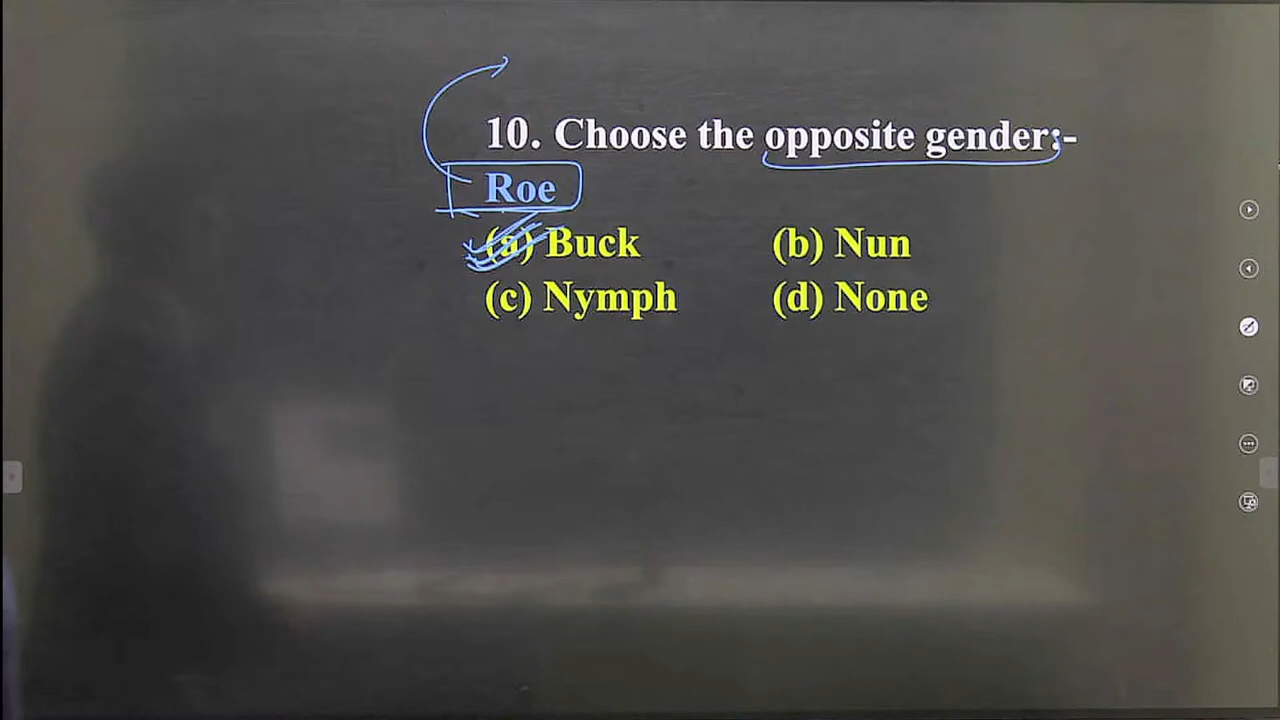 10. Choose the opposite gender:-
Roe
(a) Buck (b) Nun
(c) Nymph (d) None